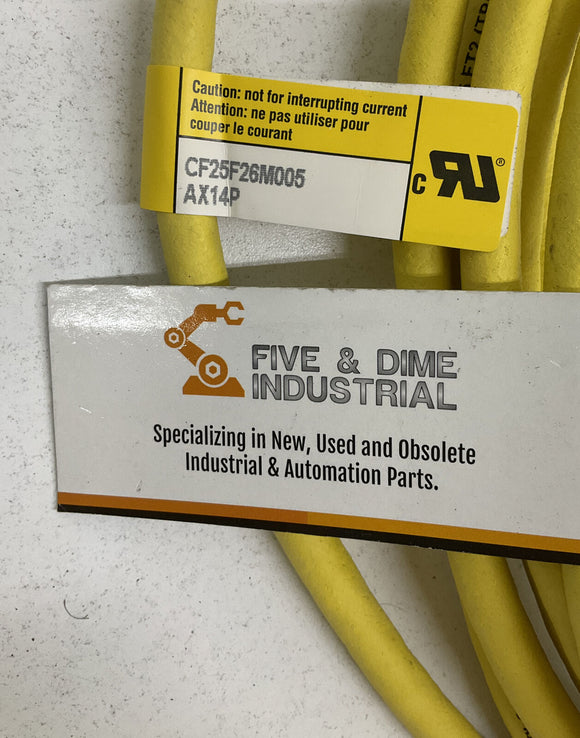 Caution: not for interrupting current
Attention: ne pas utiliser pour
couper le courant
CF25F26M005
AX14P
C RU ®
FIVE & DIME
INDUSTRIAL
Specializing in New, Used and Obsolete
Industrial & Automation Parts.